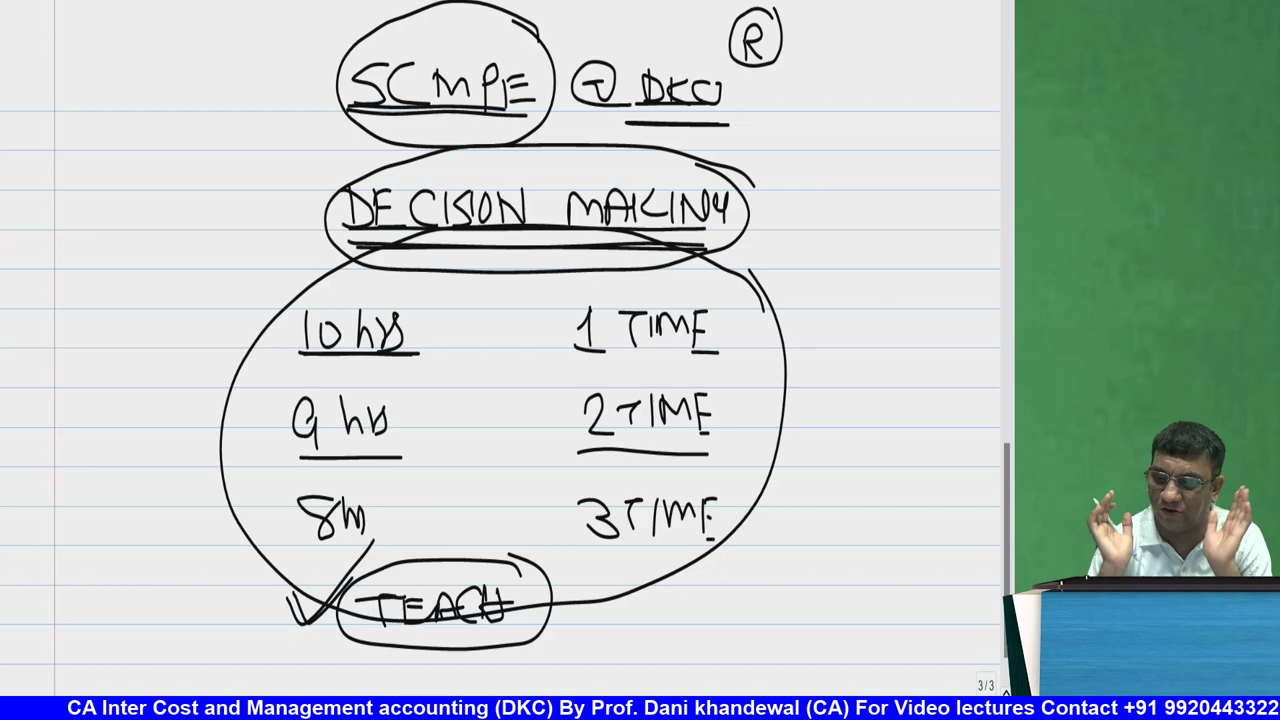 R
SCMPE @ DKC
DECISON MAKING
10 hrs 1 TIME
9 hrs 2 TIME
8 hrs 3 TIME
TEACH
3/3
CA Inter Cost and Management accounting (DKC) By Prof. Dani khandewal (CA) For Video lectures Contact +91 9920443322